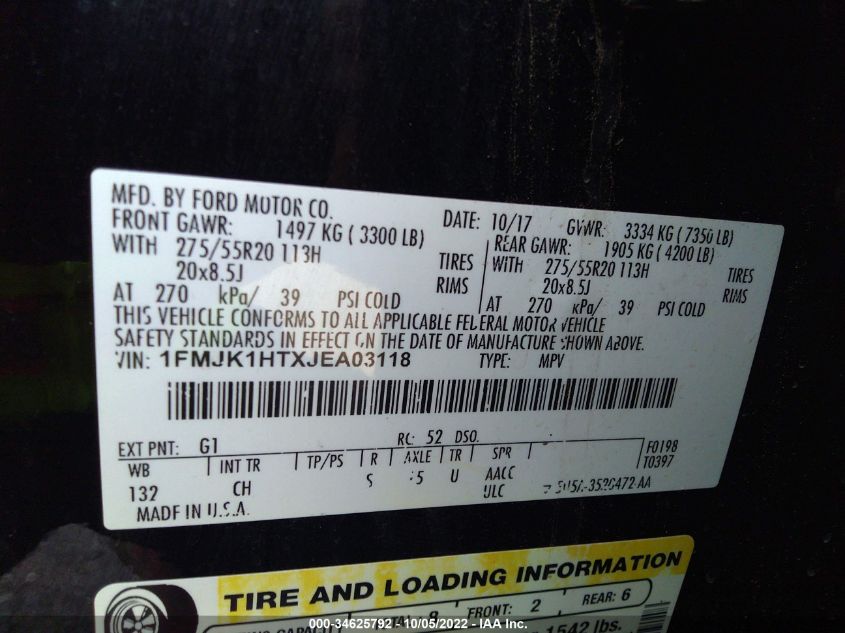 MFD. BY FORD MOTOR CO.
DATE: 10/17 GVWR: 3334 KG ( 7350 LB)
FRONT GAWR: 1497 KG ( 3300 LB)
WITH 275/55R20 113H TIRES
20x8.5J RIMS
AT 270 kPa/ 39 PSI COLD
REAR GAWR: 1905 KG ( 4200 LB)
WITH 275/55R20 113H TIRES
20x8.5J RIMS
AT 270 kPa/ 39 PSI COLD
THIS VEHICLE CONFORMS TO ALL APPLICABLE FEDERAL MOTOR VEHICLE
SAFETY STANDARDS IN EFFECT ON THE DATE OF MANUFACTURE SHOWN ABOVE.
VIN: 1FMJK1HTXJEA03118 TYPE: MPV
EXT PNT: G1 RC: 52 DSO: F0198
T0397
WB INT TR TP/PS R AXLE TR SPR
132 CH S 5 U AACC
ULC
MADE IN U.S.A.
TIRE AND LOADING INFORMATION
FRONT: 2 REAR: 6
CAPACITY 1542 lbs.
000-34625792 - 10/05/2022 - IAA Inc.